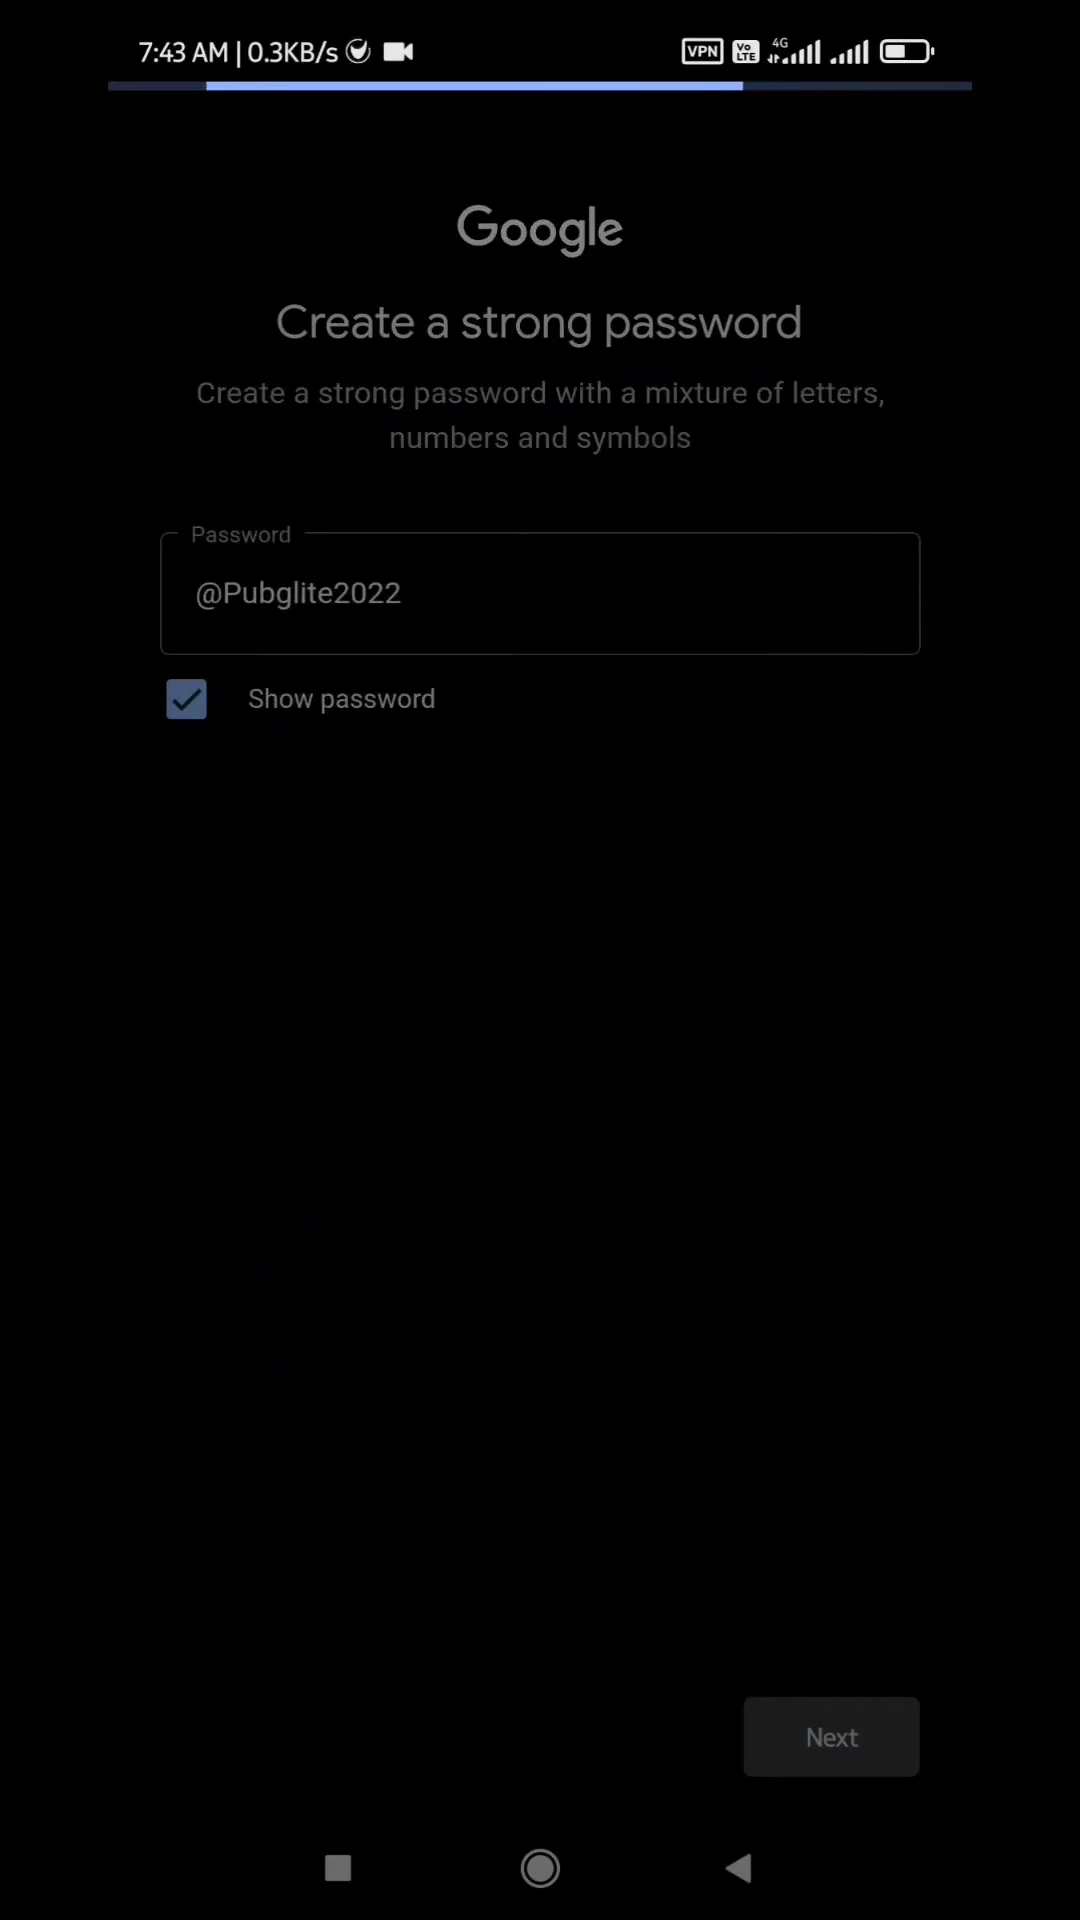 7:43 AM | 0.3KB/s VPN Vo LTE 4G
Google
Create a strong password
Create a strong password with a mixture of letters,
numbers and symbols
Password
@Pubglite2022
Show password
Next